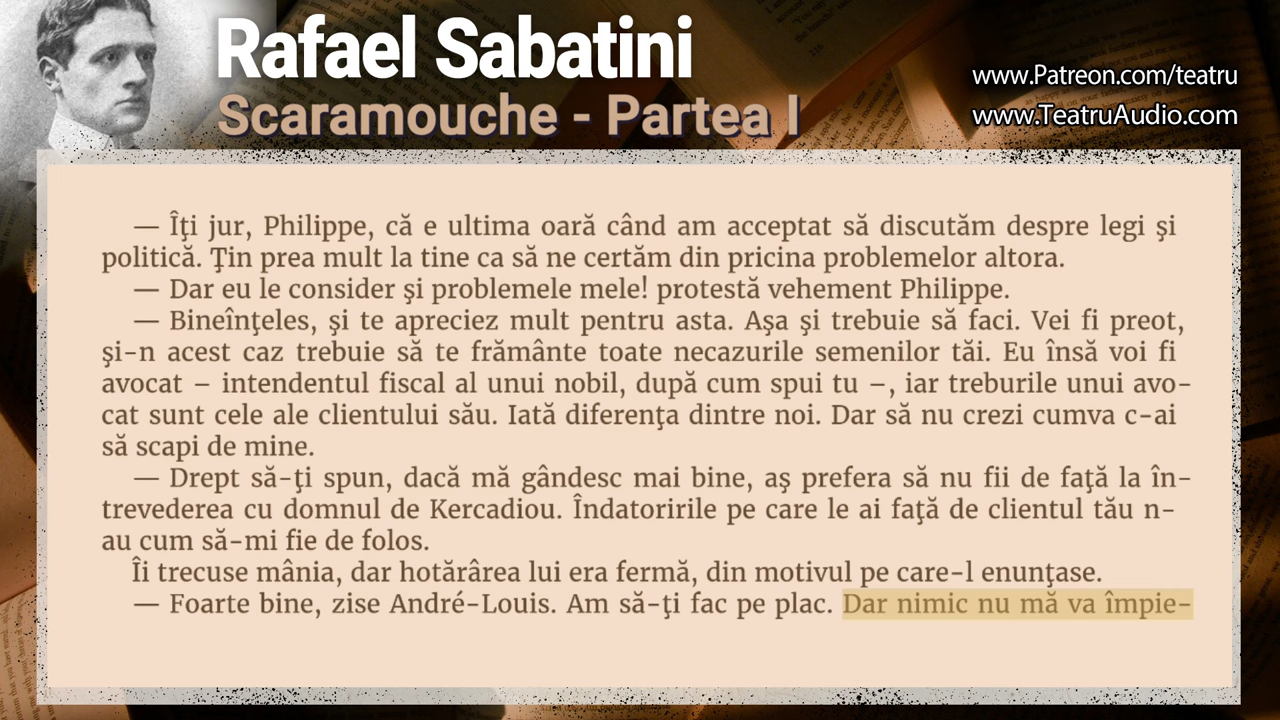 Rafael Sabatini
Scaramouche - Partea I
www.Patreon.com/teatru
www.TeatruAudio.com
— Îţi jur, Philippe, că e ultima oară când am acceptat să discutăm despre legi şi
politică. Ţin prea mult la tine ca să ne certăm din pricina problemelor altora.
— Dar eu le consider şi problemele mele! protestă vehement Philippe.
— Bineînţeles, şi te apreciez mult pentru asta. Aşa şi trebuie să faci. Vei fi preot,
şi-n acest caz trebuie să te frământe toate necazurile semenilor tăi. Eu însă voi fi
avocat – intendentul fiscal al unui nobil, după cum spui tu –, iar treburile unui avo-
cat sunt cele ale clientului său. Iată diferenţa dintre noi. Dar să nu crezi cumva c-ai
să scapi de mine.
— Drept să-ţi spun, dacă mă gândesc mai bine, aş prefera să nu fii de faţă la în-
trevederea cu domnul de Kercadiou. Îndatoririle pe care le ai faţă de clientul tău n-
au cum să-mi fie de folos.
Îi trecuse mânia, dar hotărârea lui era fermă, din motivul pe care-l enunţase.
— Foarte bine, zise André-Louis. Am să-ţi fac pe plac. Dar nimic nu mă va împie-